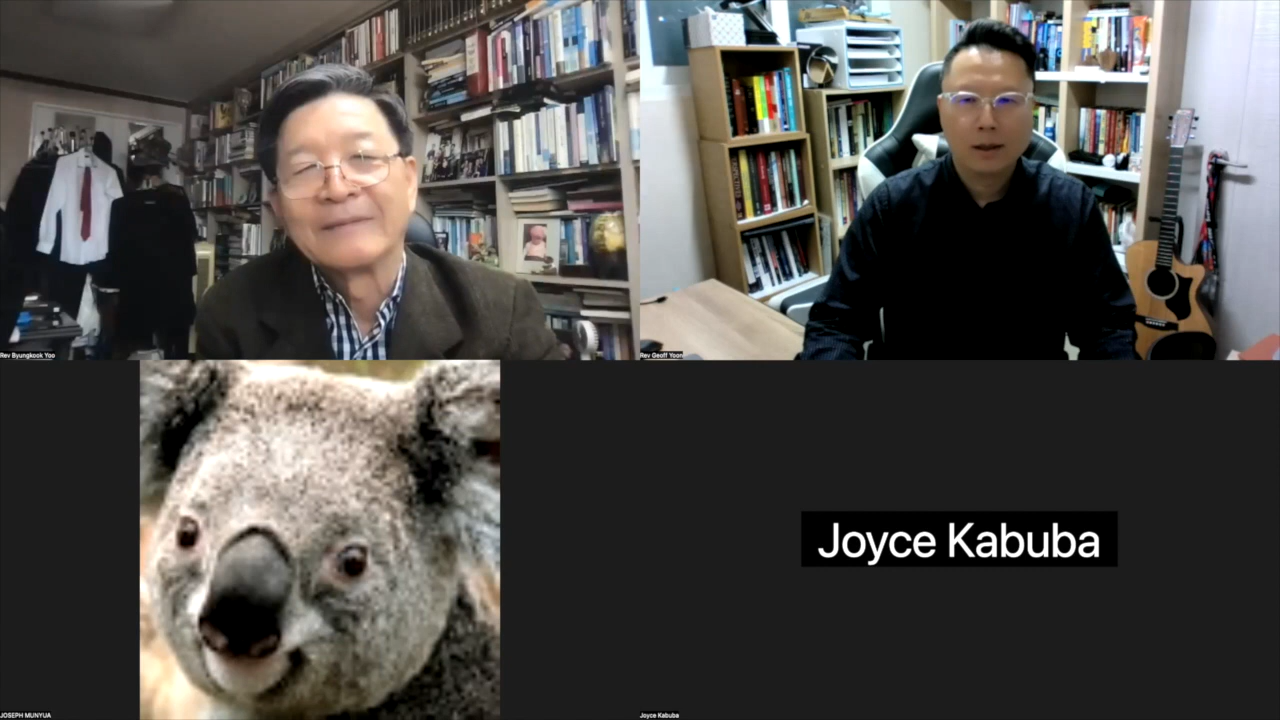 Rev Byungkook Yoo
Rev Geoff Yoon
Joyce Kabuba
JOSEPH MUNYUA
Joyce Kabuba